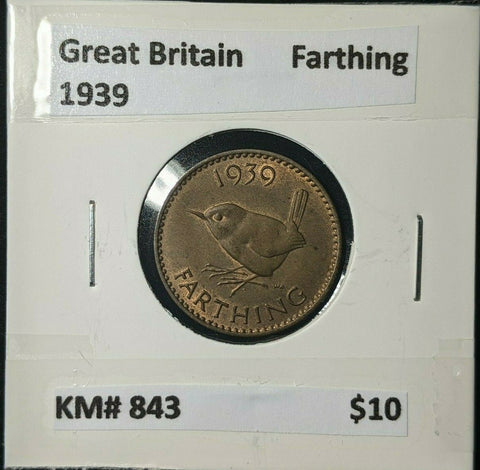 Great Britain Farthing
1939
1939
FARTHING
KM# 843 $10